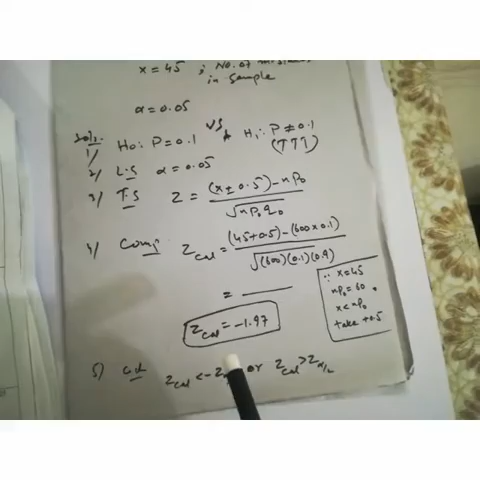 x = 45 ; No. of
in sample
α = 0.05
Sol:
1/ H₀: P = 0.1 VS H₁: P ≠ 0.1
(TTT)
2/ L.S α = 0.05
3/ T.S Z = (x ± 0.5) - nP₀ / √nP₀q₀
4/ Comp Z_cal = (45+0.5) - (600×0.1) / √(600)(0.1)(0.9)
= ———
Z_cal = -1.97
∵ x = 45
nP₀ = 60
x < nP₀
take +0.5
5) C.R Z_cal < -Z or Z_cal > Z_α/2